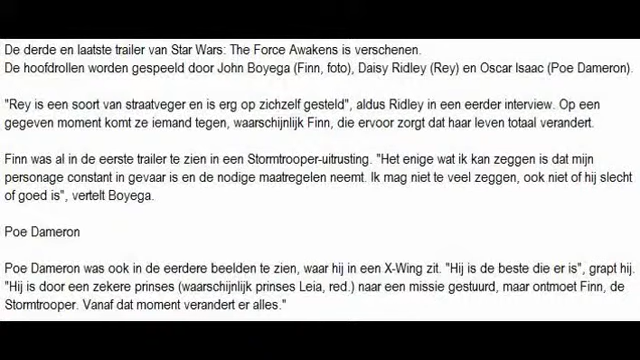 De derde en laatste trailer van Star Wars: The Force Awakens is verschenen.
De hoofdrollen worden gespeeld door John Boyega (Finn, foto), Daisy Ridley (Rey) en Oscar Isaac (Poe Dameron).
"Rey is een soort van straatveger en is erg op zichzelf gesteld", aldus Ridley in een eerder interview. Op een
gegeven moment komt ze iemand tegen, waarschijnlijk Finn, die ervoor zorgt dat haar leven totaal verandert.
Finn was al in de eerste trailer te zien in een Stormtrooper-uitrusting. "Het enige wat ik kan zeggen is dat mijn
personage constant in gevaar is en de nodige maatregelen neemt. Ik mag niet te veel zeggen, ook niet of hij slecht
of goed is", vertelt Boyega.
Poe Dameron
Poe Dameron was ook in de eerdere beelden te zien, waar hij in een X-Wing zit. "Hij is de beste die er is", grapt hij.
"Hij is door een zekere prinses (waarschijnlijk prinses Leia, red.) naar een missie gestuurd, maar ontmoet Finn, de
Stormtrooper. Vanaf dat moment verandert er alles."